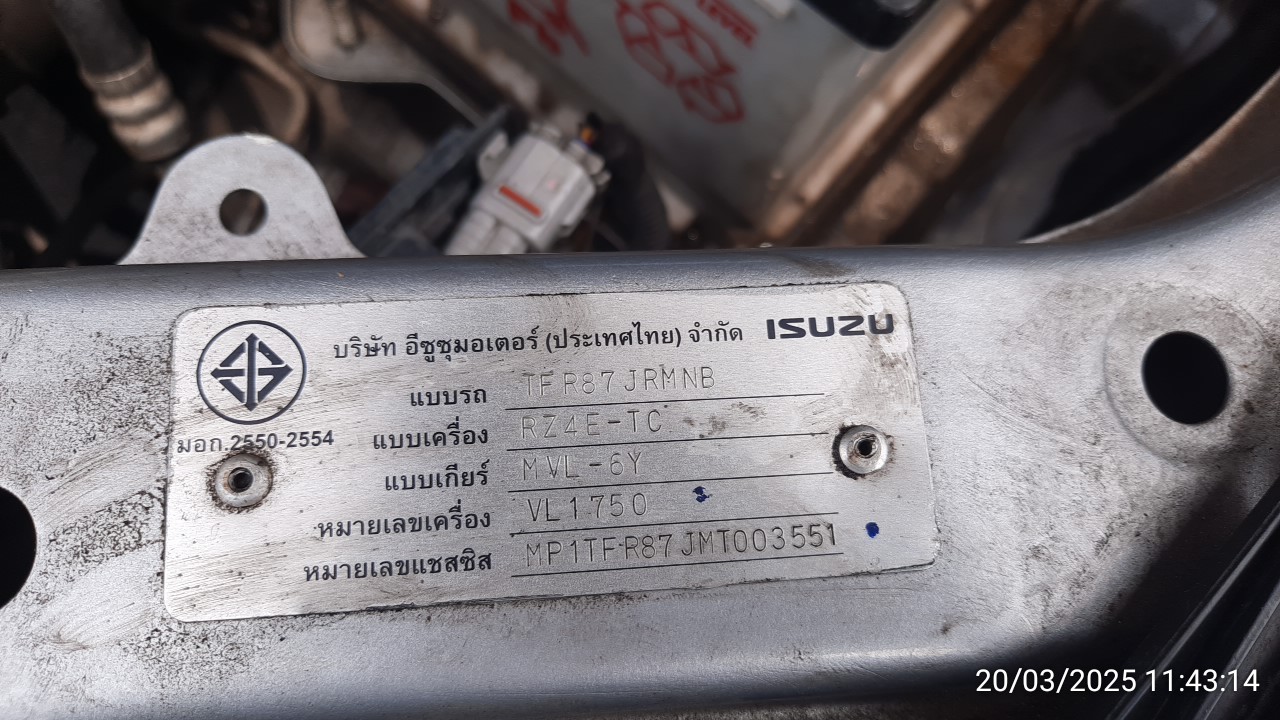 บริษัท อีซูซุมอเตอร์ (ประเทศไทย) จำกัด ISUZU
แบบรถ TFR87JRMNB
มอก.2550-2554
แบบเครื่อง RZ4E-TC
แบบเกียร์ MVL-6Y
หมายเลขเครื่อง VL1750
หมายเลขแชสซิส MP1TFR87JMT003551
20/03/2025 11:43:14